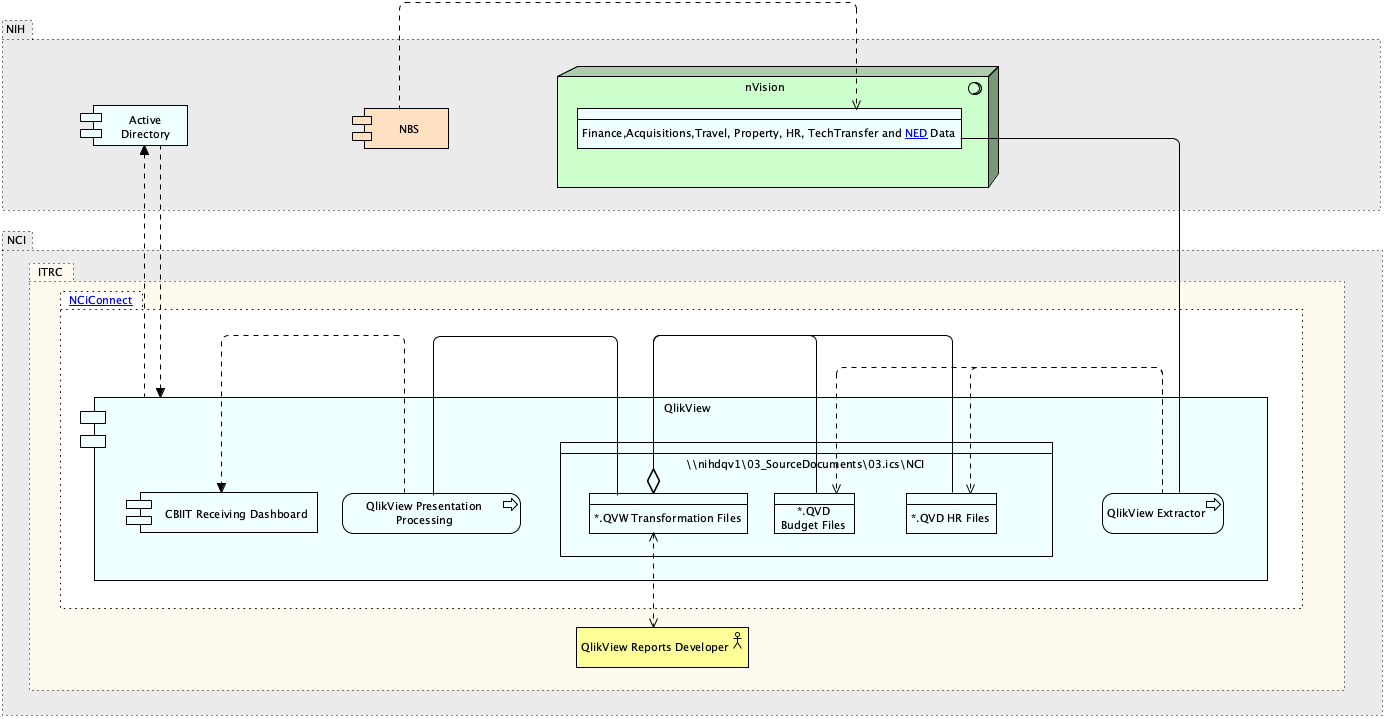 NIH
nVision
Active
Directory
NBS
Finance,Acquisitions,Travel, Property, HR, TechTransfer and NED Data
NCI
ITRC
NCiConnect
QlikView
\\nihdqv1\03_SourceDocuments\03.ics\NCI
CBIIT Receiving Dashboard
QlikView Presentation
Processing
*.QVW Transformation Files
*.QVD
Budget Files
*.QVD HR Files
QlikView Extractor
QlikView Reports Developer